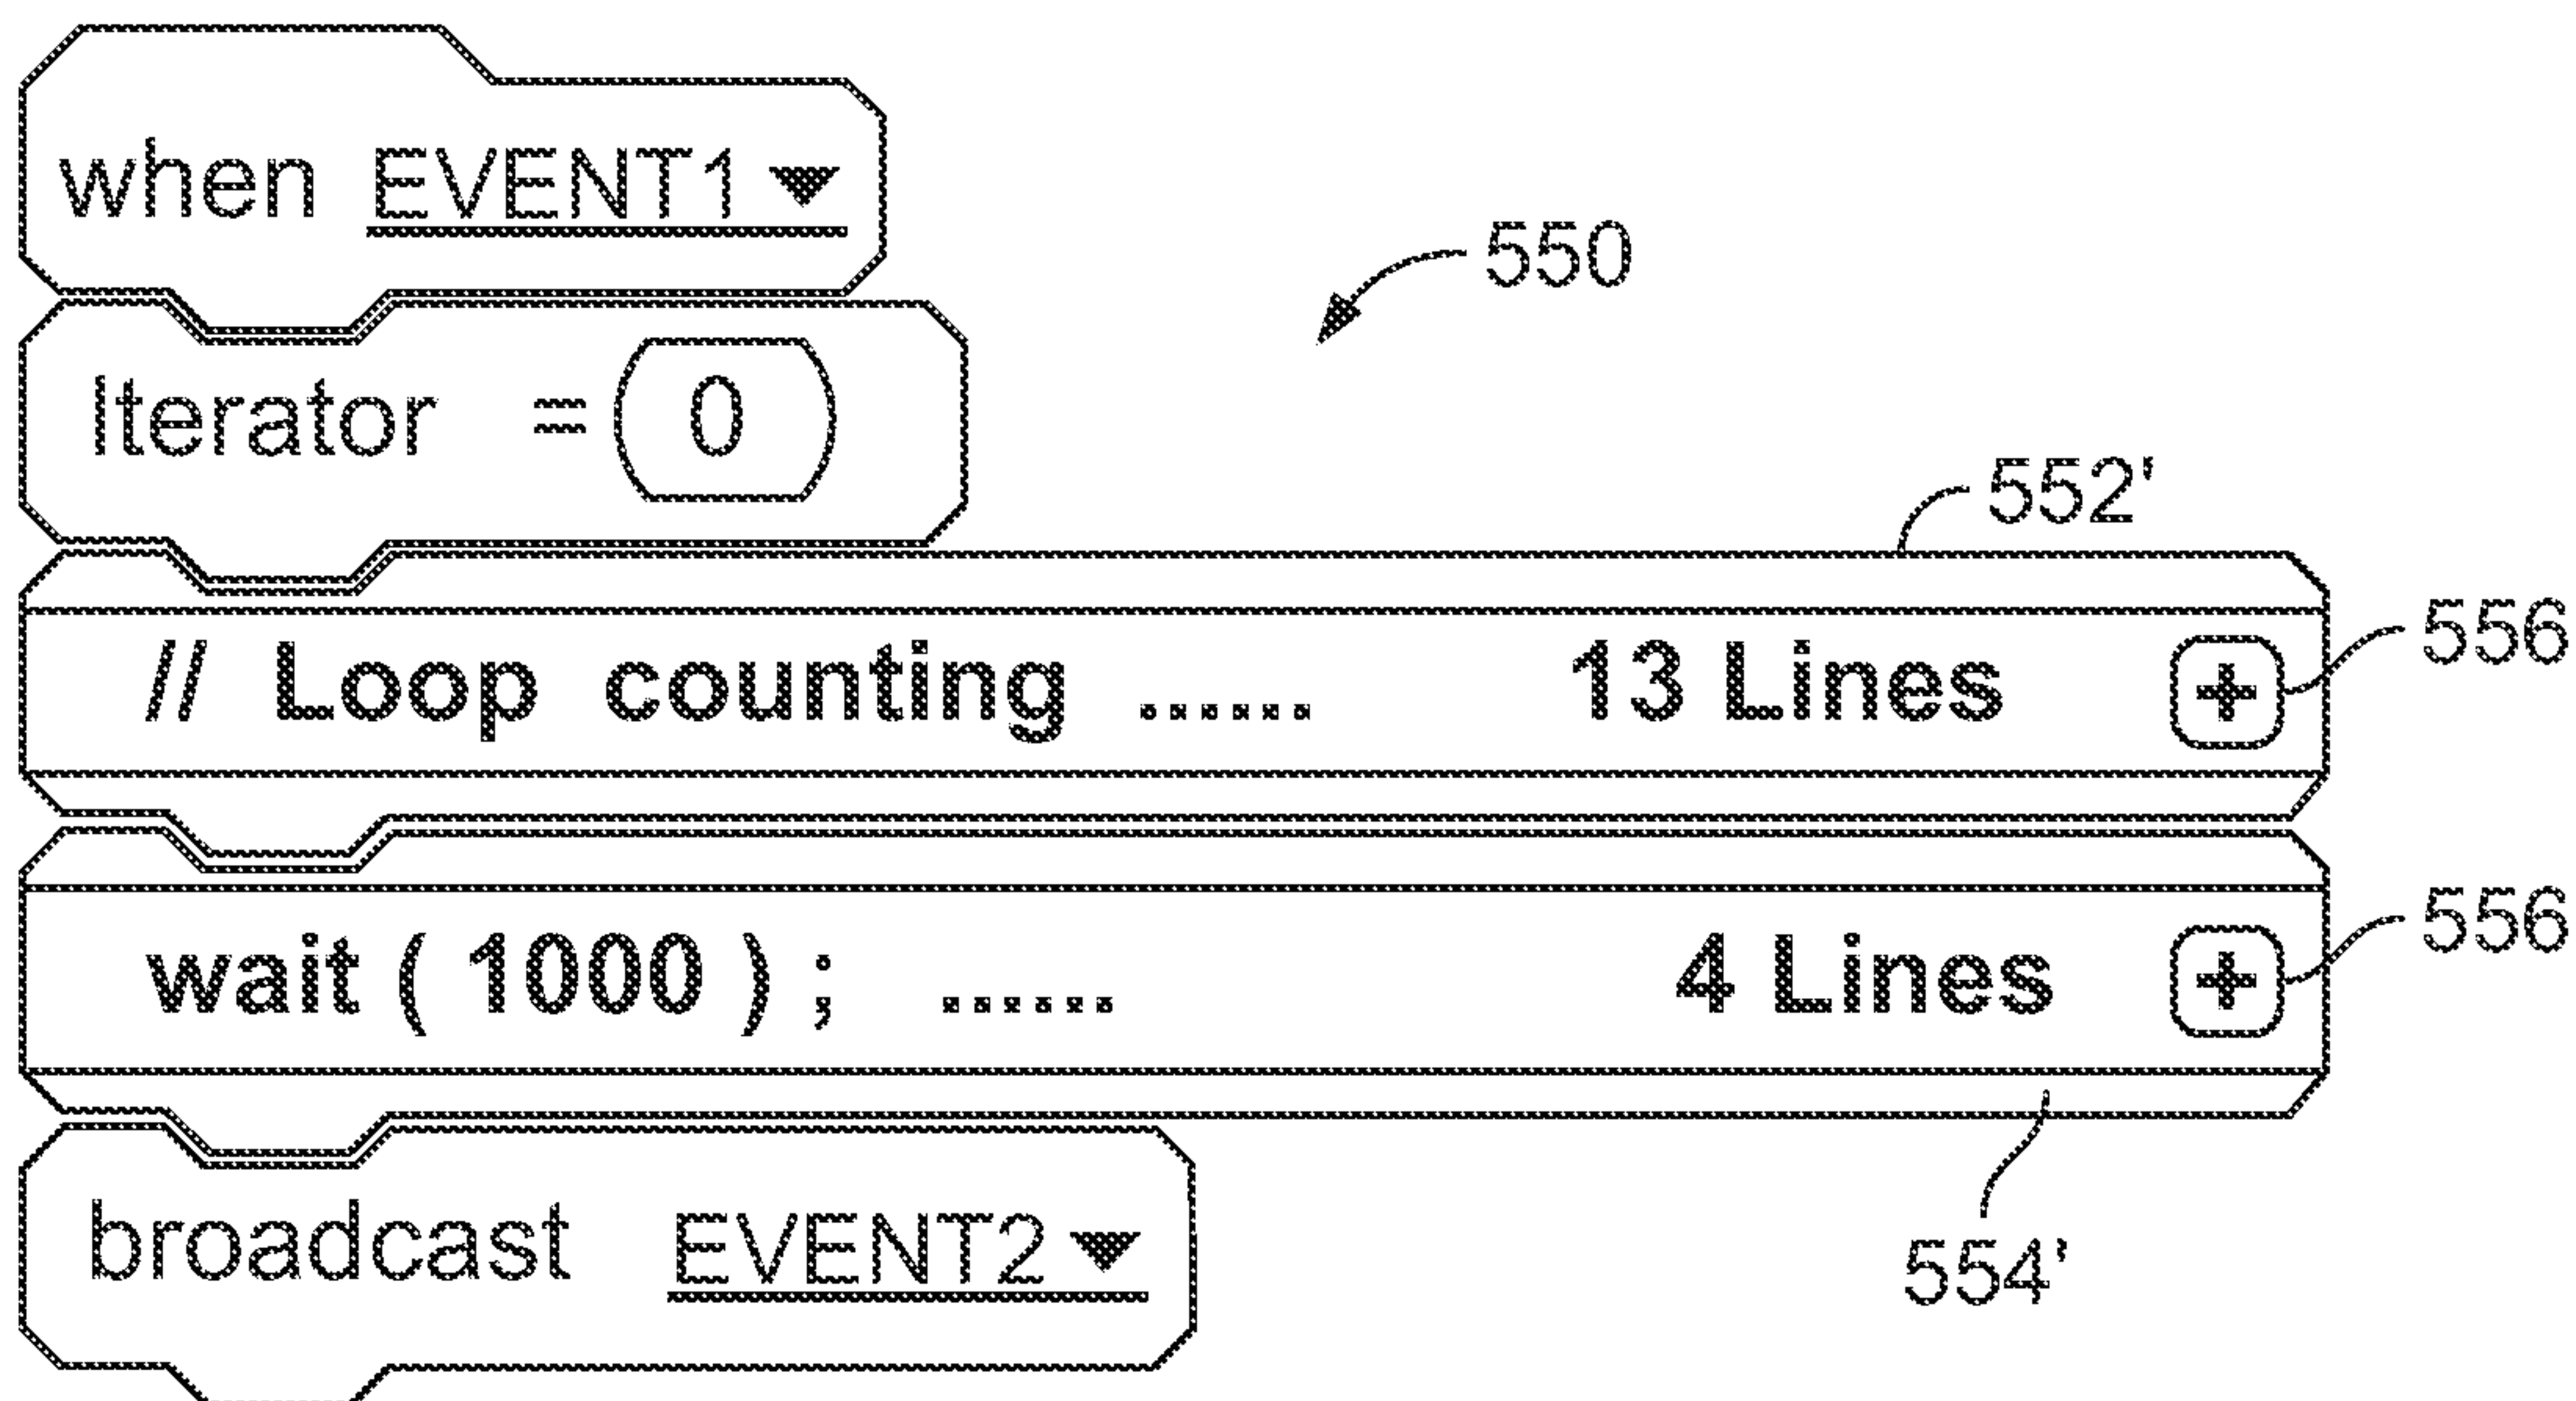 when EVENT1
550
Iterator = 0
552'
// Loop counting ...... 13 Lines +
556
wait ( 1000 ) ; ...... 4 Lines +
556
broadcast EVENT2
554'